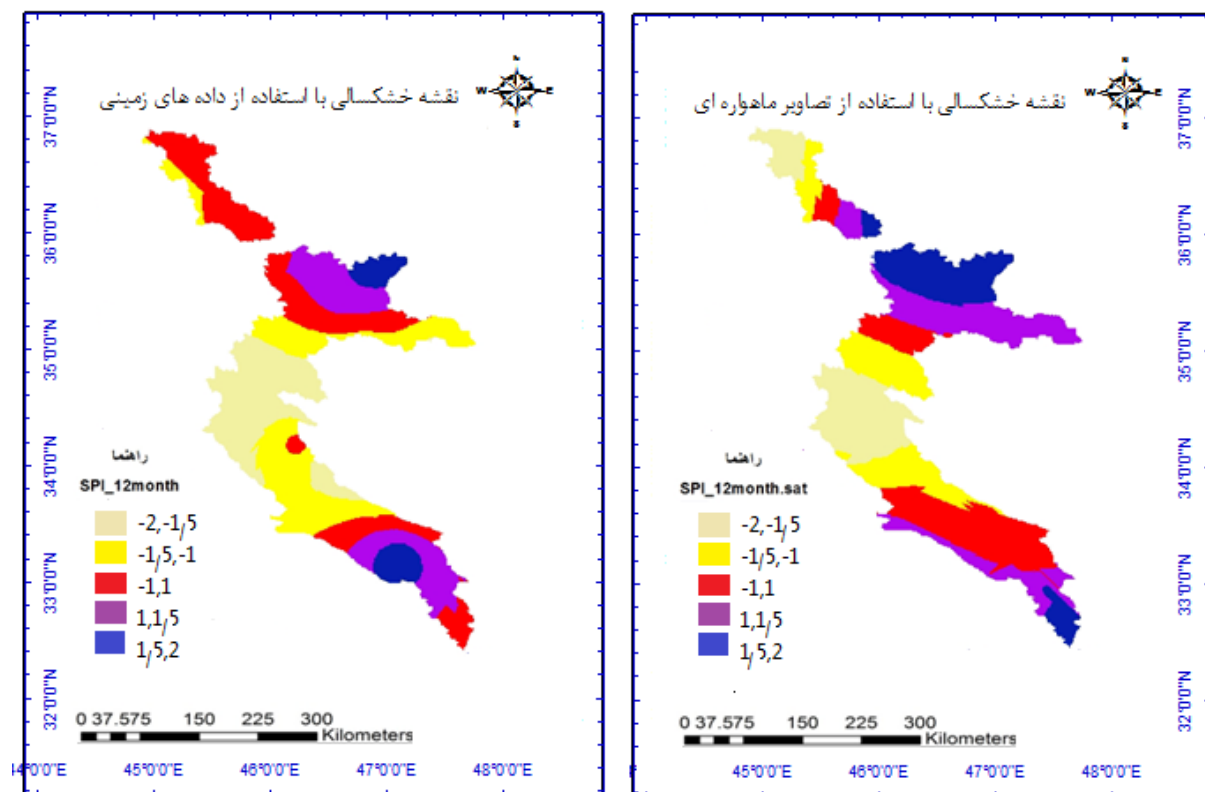 نقشه خشکسالی با استفاده از داده های زمینی
N
W E
S
37°0'0"N
36°0'0"N
35°0'0"N
34°0'0"N
33°0'0"N
32°0'0"N
راهنما
SPI_12month
-2,-1/5
-1/5,-1
-1,1
1,1/5
1/5,2
0 37.575 150 225 300
Kilometers
44°0'0"E 45°0'0"E 46°0'0"E 47°0'0"E 48°0'0"E
نقشه خشکسالی با استفاده از تصاویر ماهواره ای
N
W E
S
37°0'0"N
36°0'0"N
35°0'0"N
34°0'0"N
33°0'0"N
32°0'0"N
راهنما
SPI_12month.sat
-2,-1/5
-1/5,-1
-1,1
1,1/5
1/5,2
0 37.575 150 225 300
Kilometers
45°0'0"E 46°0'0"E 47°0'0"E 48°0'0"E